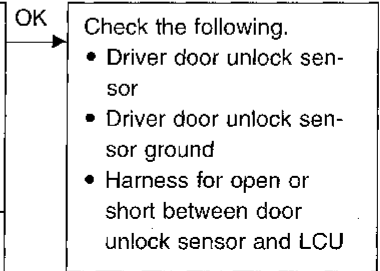 OK
Check the following.
• Driver door unlock sen-
sor
• Driver door unlock sen-
sor ground
• Harness for open or
short between door
unlock sensor and LCU